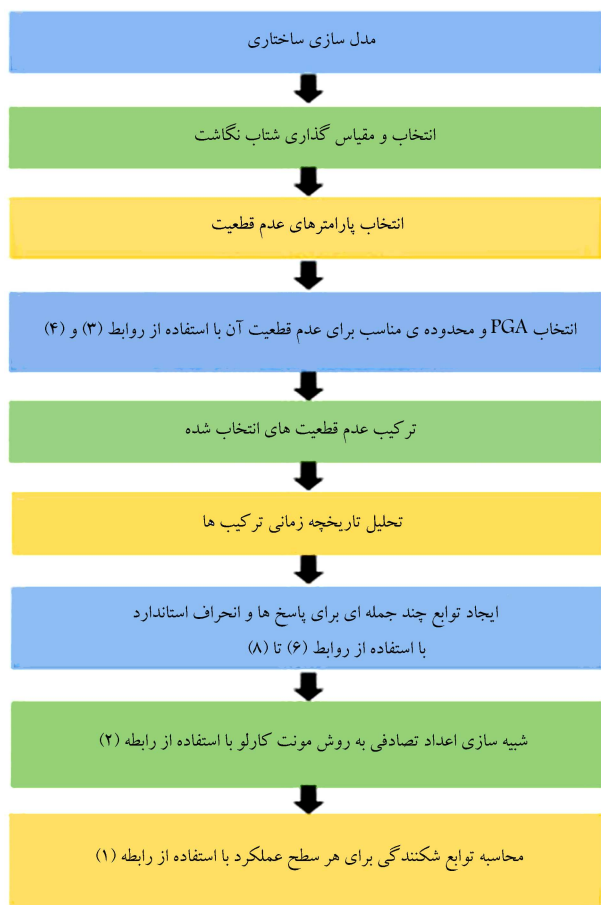 مدل سازی ساختاری
انتخاب و مقیاس گذاری شتاب نگاشت
انتخاب پارامترهای عدم قطعیت
انتخاب PGA و محدوده ی مناسب برای عدم قطعیت آن با استفاده از روابط (۳) و (۴)
ترکیب عدم قطعیت های انتخاب شده
تحلیل تاریخچه زمانی ترکیب ها
ایجاد توابع چند جمله ای برای پاسخ ها و انحراف استاندارد
با استفاده از روابط (۶) تا (۸)
شبیه سازی اعداد تصادفی به روش مونت کارلو با استفاده از رابطه (۲)
محاسبه توابع شکنندگی برای هر سطح عملکرد با استفاده از رابطه (۱)